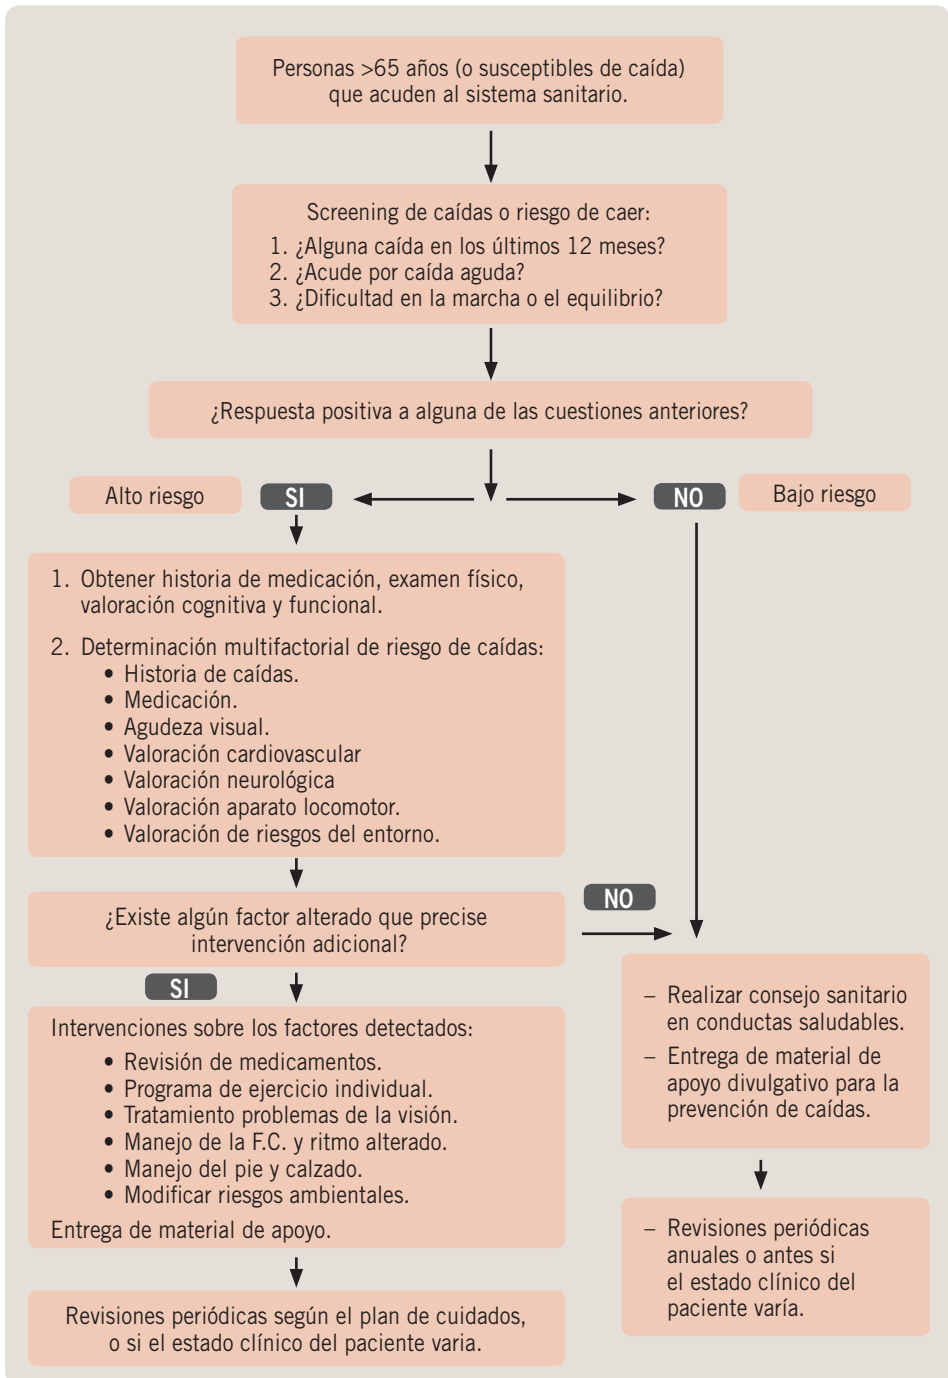 Personas >65 años (o susceptibles de caída)
que acuden al sistema sanitario.
Screening de caídas o riesgo de caer:
1. ¿Alguna caída en los últimos 12 meses?
2. ¿Acude por caída aguda?
3. ¿Dificultad en la marcha o el equilibrio?
¿Respuesta positiva a alguna de las cuestiones anteriores?
Alto riesgo
SI
NO
Bajo riesgo
1. Obtener historia de medicación, examen físico,
valoración cognitiva y funcional.
2. Determinación multifactorial de riesgo de caídas:
• Historia de caídas.
• Medicación.
• Agudeza visual.
• Valoración cardiovascular
• Valoración neurológica
• Valoración aparato locomotor.
• Valoración de riesgos del entorno.
¿Existe algún factor alterado que precise
intervención adicional?
NO
SI
Intervenciones sobre los factores detectados:
• Revisión de medicamentos.
• Programa de ejercicio individual.
• Tratamiento problemas de la visión.
• Manejo de la F.C. y ritmo alterado.
• Manejo del pie y calzado.
• Modificar riesgos ambientales.
Entrega de material de apoyo.
Revisiones periódicas según el plan de cuidados,
o si el estado clínico del paciente varia.
– Realizar consejo sanitario
en conductas saludables.
– Entrega de material de
apoyo divulgativo para la
prevención de caídas.
– Revisiones periódicas
anuales o antes si
el estado clínico del
paciente varía.